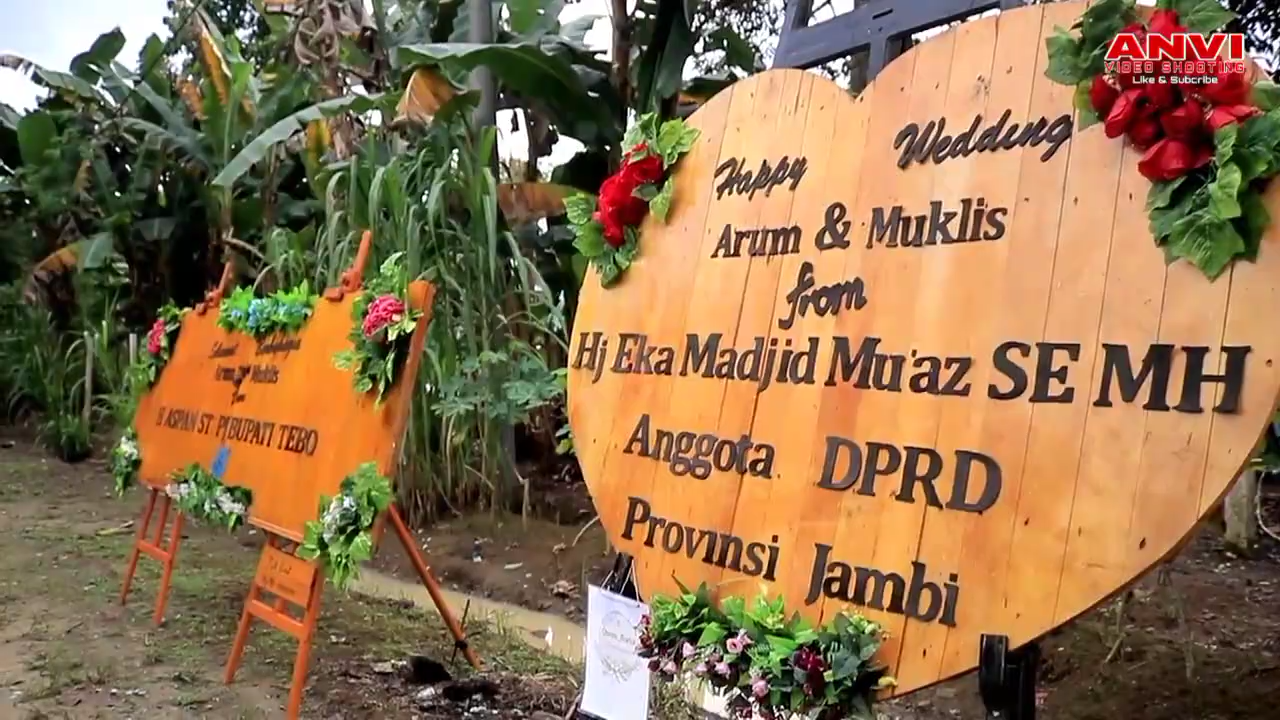 ANVI
VIDEO SHOOTING
Like & Subcribe
Happy Wedding
Arum & Muklis
from
Hj Eka Madjid Mu'az SE MH
Anggota DPRD
Provinsi Jambi
Arum Muklis
H ASPAN ST PJ BUPATI TEBO